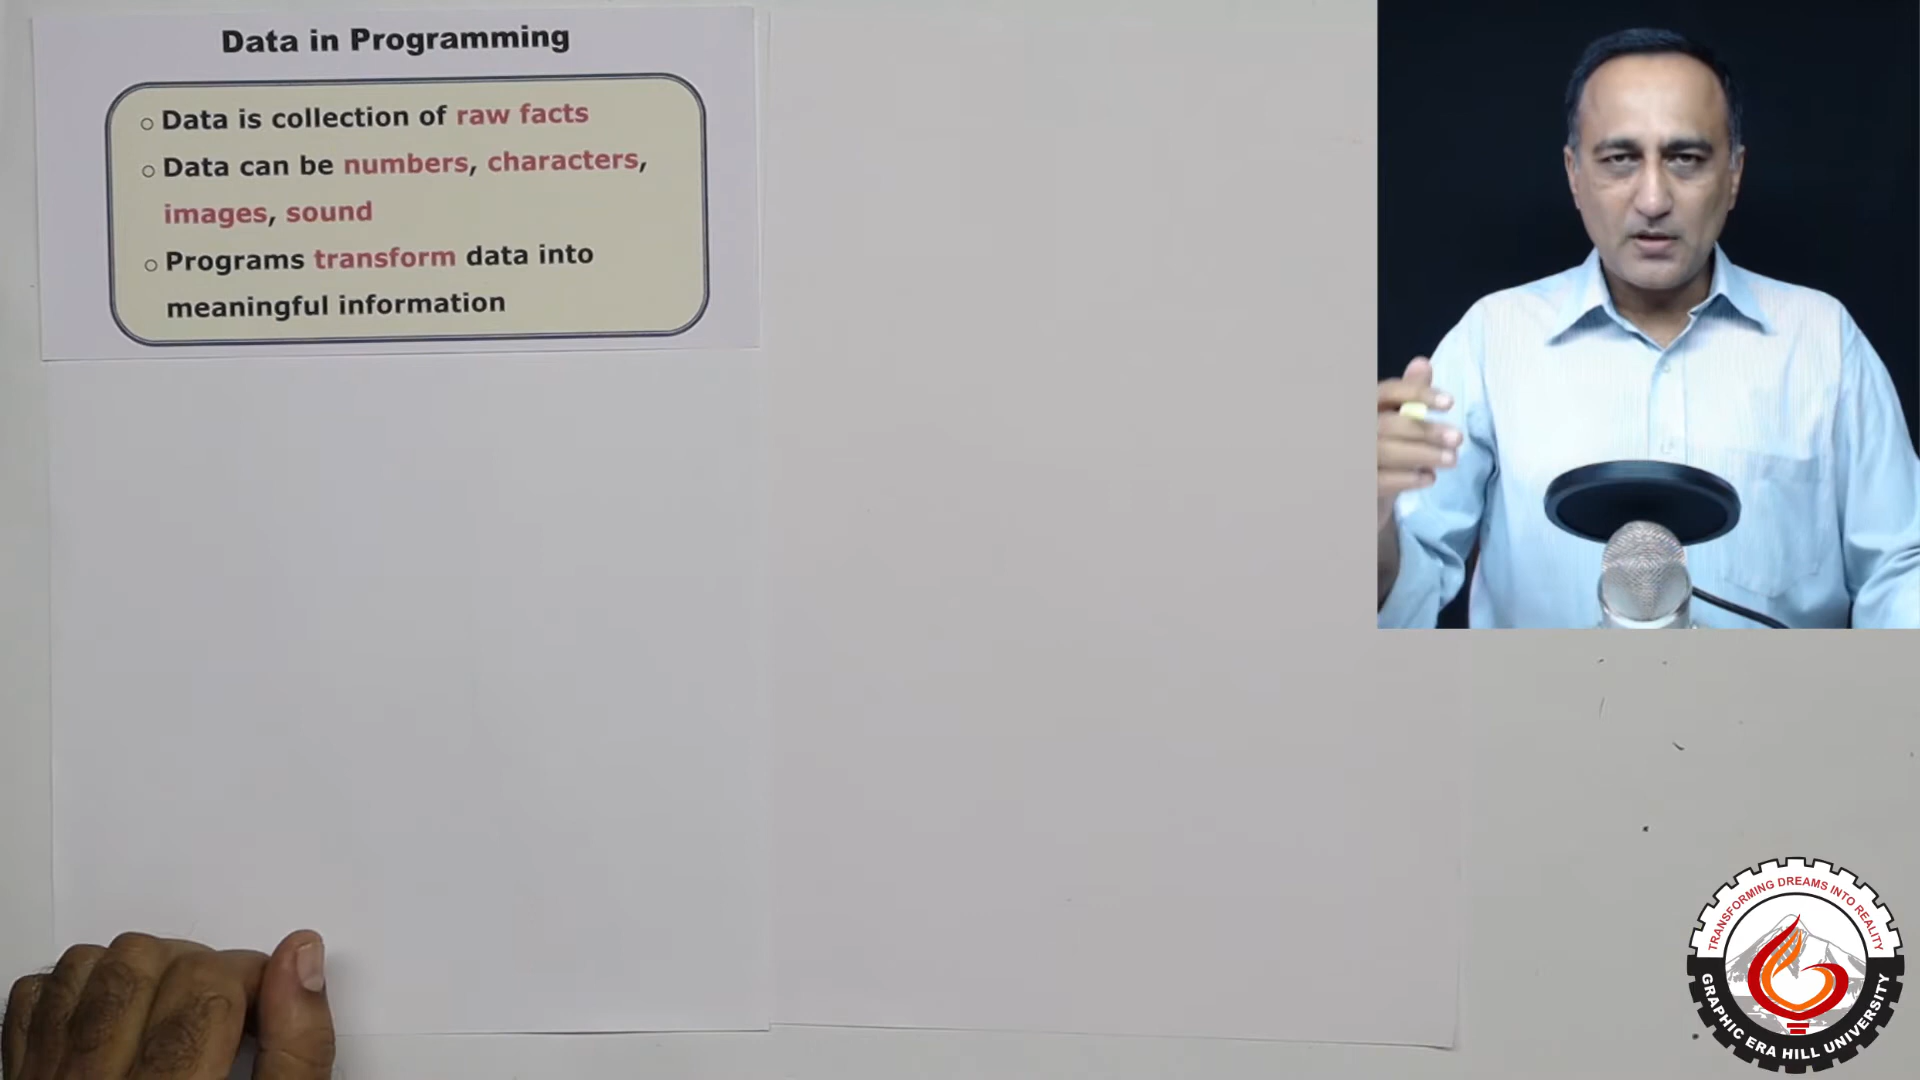 Data in Programming
○ Data is collection of raw facts
○ Data can be numbers, characters,
images, sound
○ Programs transform data into
meaningful information
TRANSFORMING DREAMS INTO REALITY
GRAPHIC ERA HILL UNIVERSITY